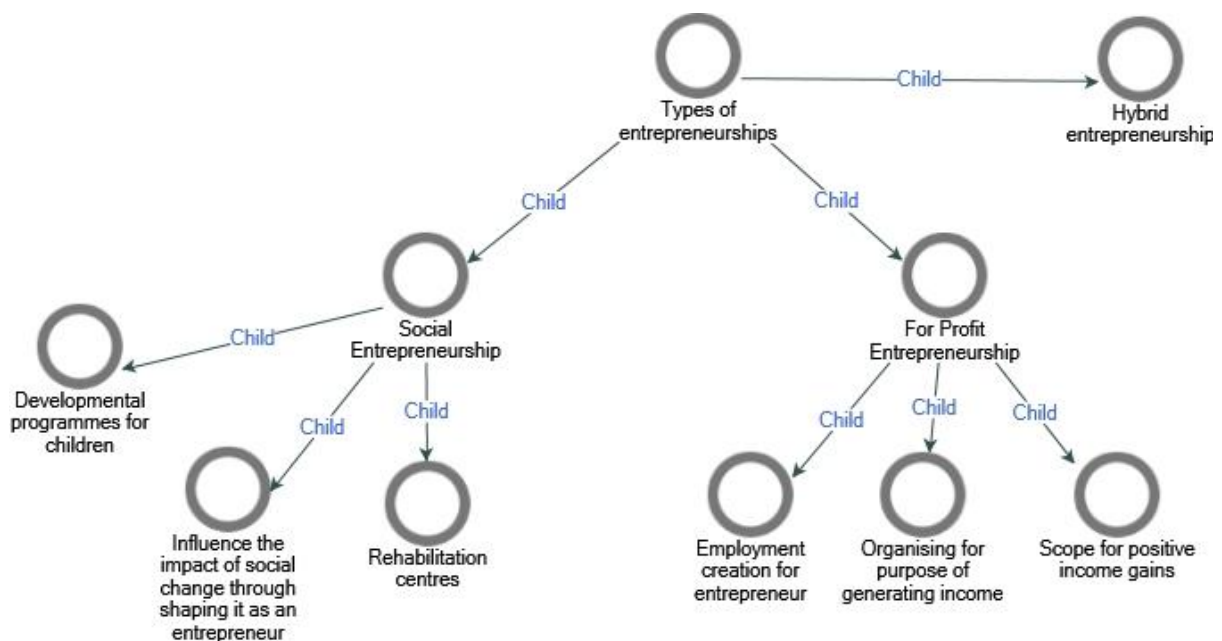 Child
Types of
entrepreneurships
Hybrid
entrepreneurship
Child
Child
Social
Entrepreneurship
For Profit
Entrepreneurship
Child
Developmental
programmes for
children
Child
Child
Child
Child
Child
Influence the
impact of social
change through
shaping it as an
entrepreneur
Rehabilitation
centres
Employment
creation for
entrepreneur
Organising for
purpose of
generating income
Scope for positive
income gains